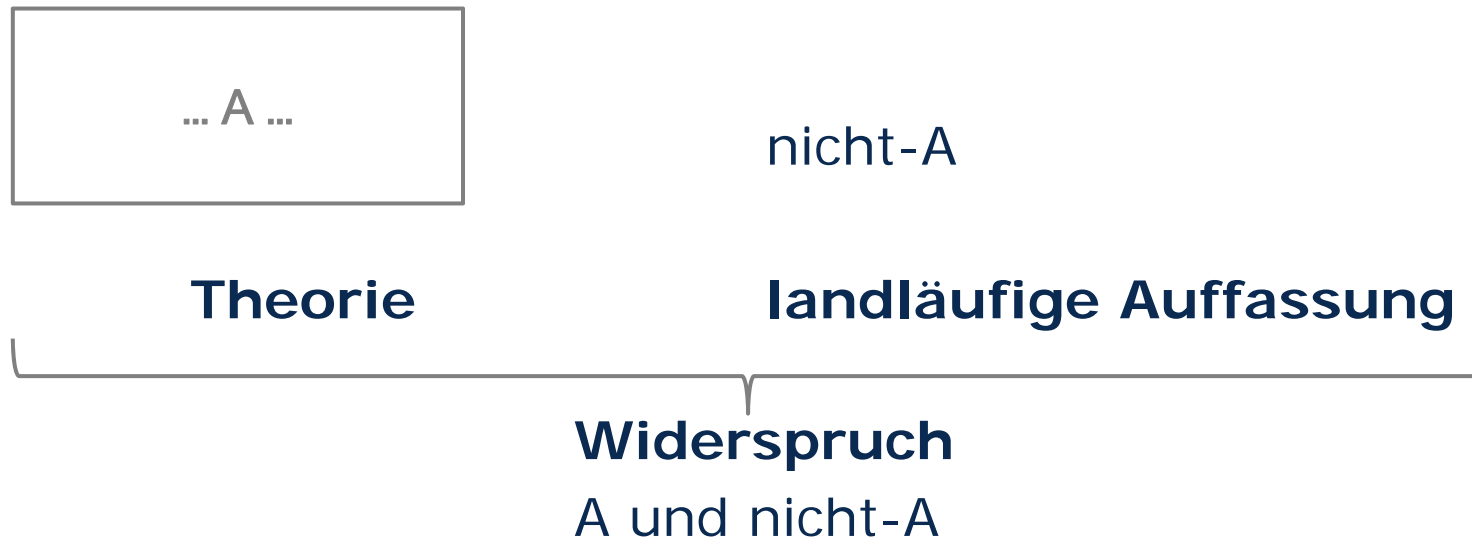 ... A ...
nicht-A
Theorie
landläufige Auffassung
Widerspruch
A und nicht-A